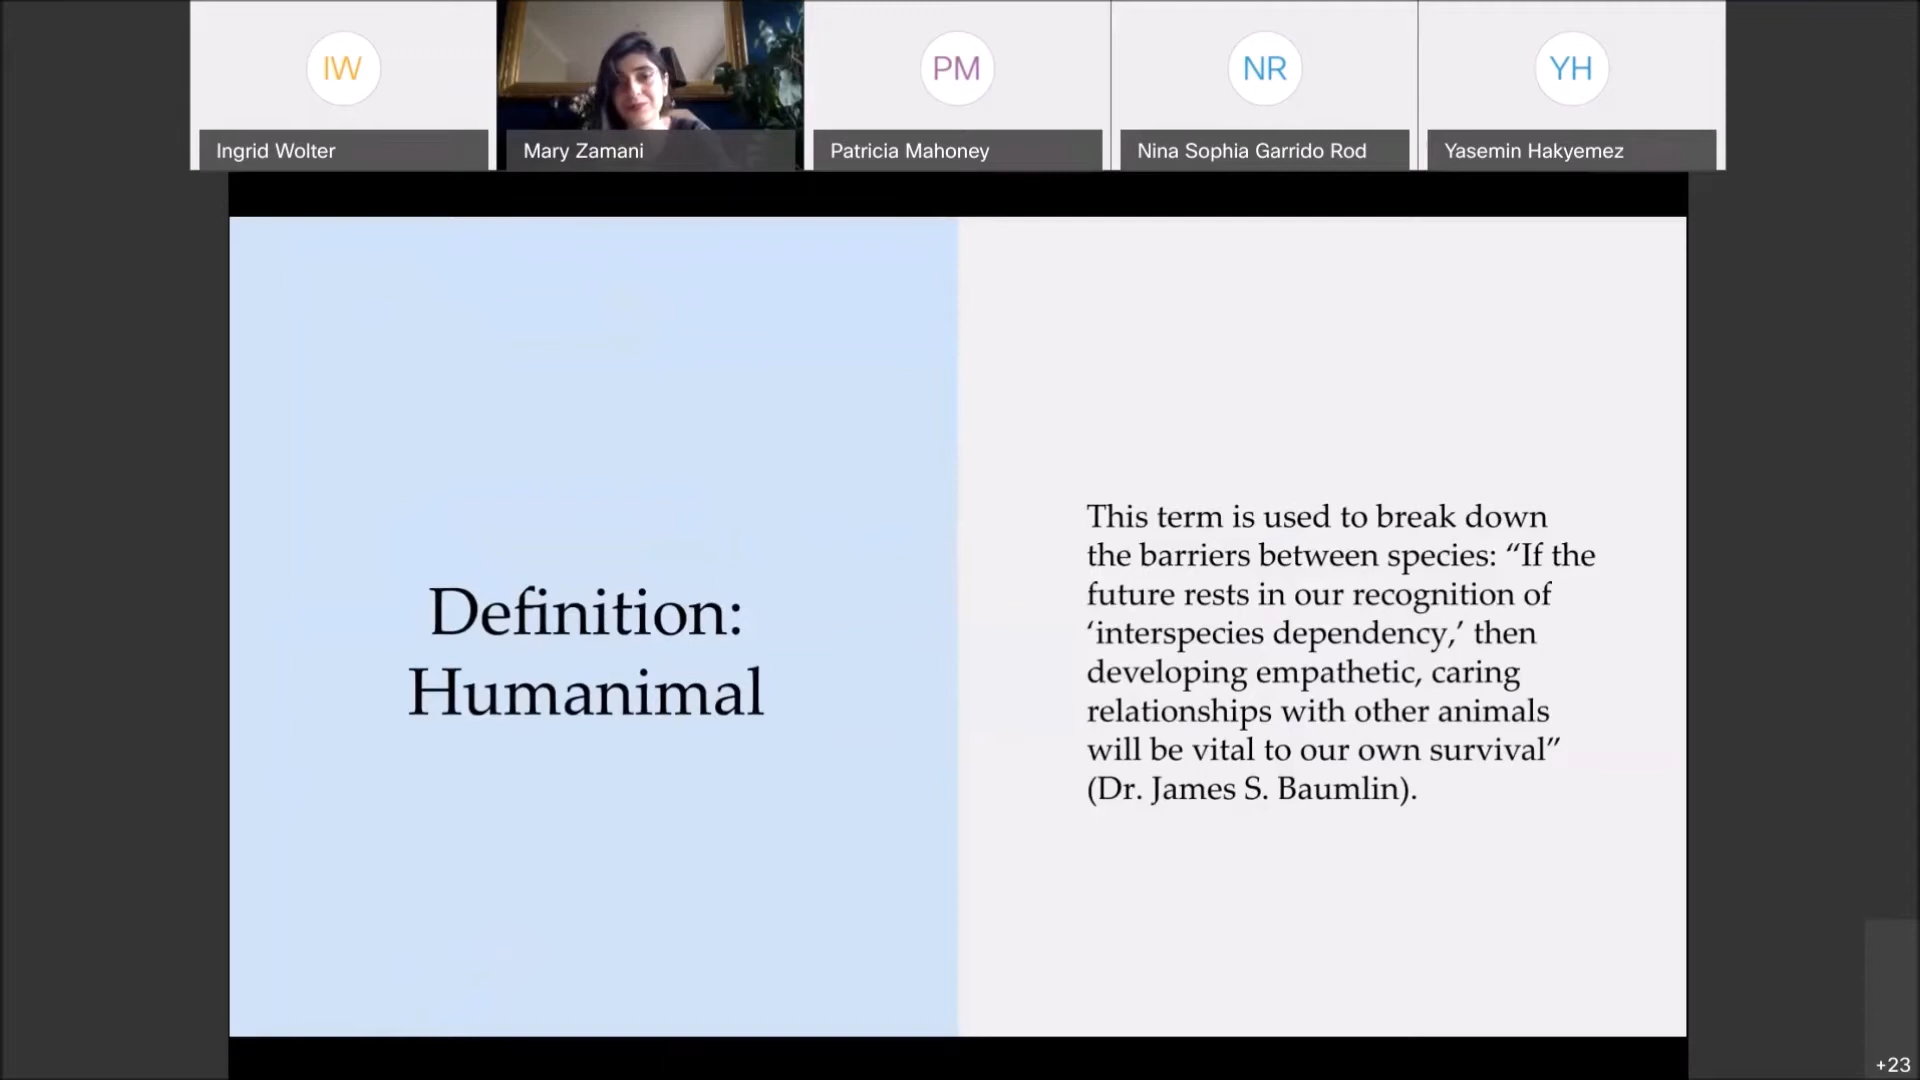 IW
Ingrid Wolter
Mary Zamani
PM
Patricia Mahoney
NR
Nina Sophia Garrido Rod
YH
Yasemin Hakyemez
Definition:
Humanimal
This term is used to break down
the barriers between species: “If the
future rests in our recognition of
‘interspecies dependency,’ then
developing empathetic, caring
relationships with other animals
will be vital to our own survival”
(Dr. James S. Baumlin).
+23